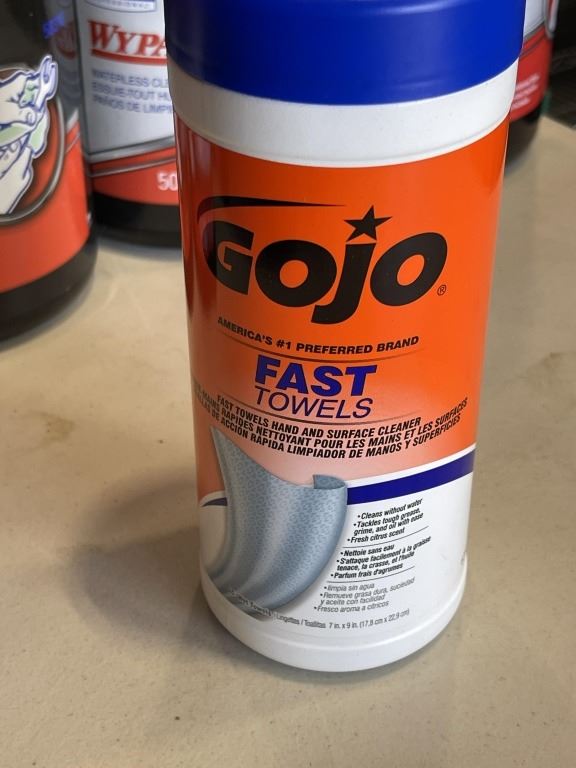 WYPA
WATERLESS CLE
ESSUIE-TOUT
PAÑOS DE LIMP
50
GOJO®
AMERICA'S #1 PREFERRED BRAND
FAST
TOWELS
FAST TOWELS HAND AND SURFACE CLEANER
MAINS RAPIDES NETTOYANT POUR LES MAINS ET LES SURFACES
DE ACCIÓN RÁPIDA LIMPIADOR DE MANOS Y SUPERFICIES
• Cleans without water
• Tackles tough grease,
grime, and oil with ease
• Fresh citrus scent
• Nettoie sans eau
• S'attaque facilement à la graisse
tenace, la crasse, et l'huile
• Parfum frais d'agrumes
• limpia sin agua
• Remueve grasa dura, suciedad
y aceite con facilidad
• Fresco aroma a cítricos
Lingettes / Toallitas 7 in. x 9 in. (17,8 cm x 22,9 cm)